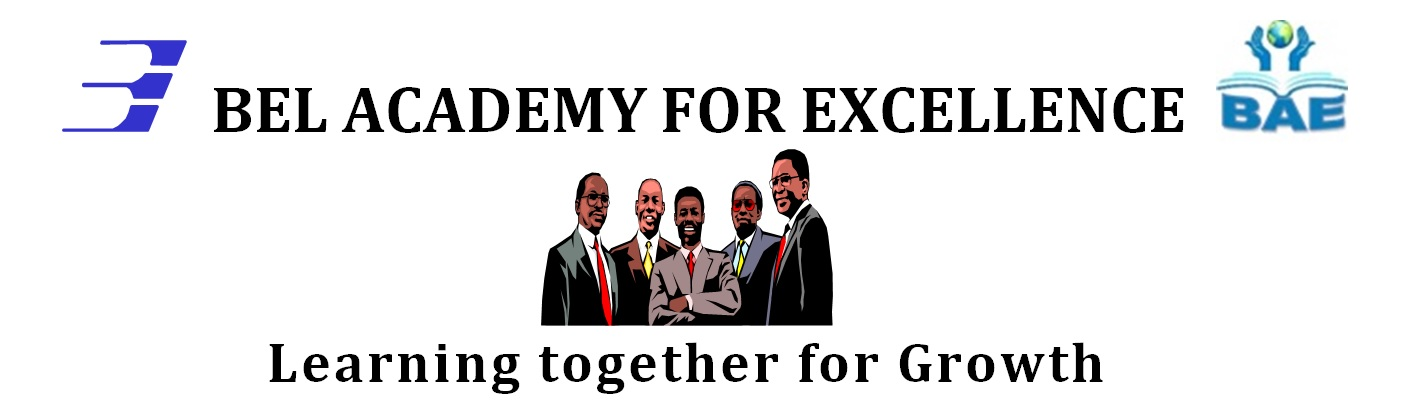 BEL ACADEMY FOR EXCELLENCE
BAE
Learning together for Growth